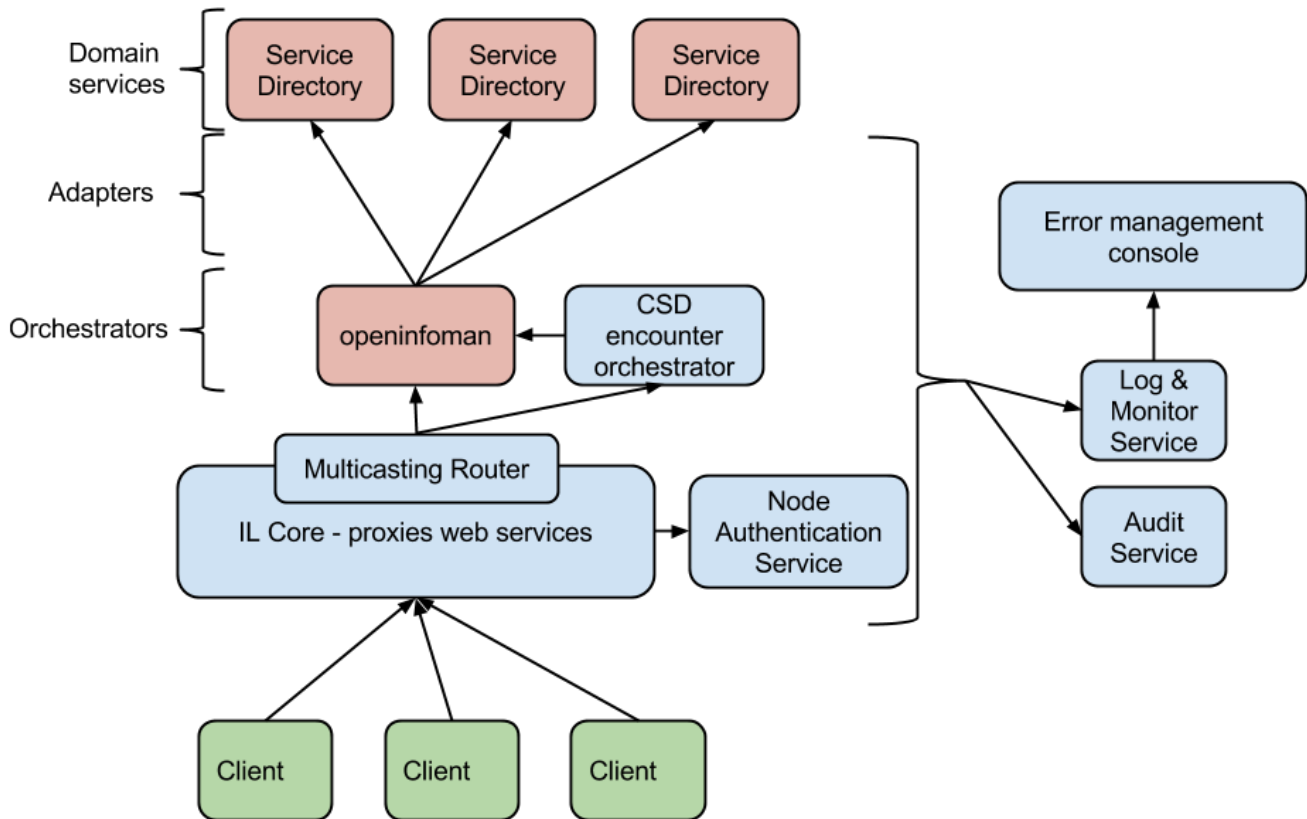 Domain
services
Service
Directory
Service
Directory
Service
Directory
Adapters
Error management
console
Orchestrators
openinfoman
CSD
encounter
orchestrator
Log &
Monitor
Service
Multicasting Router
IL Core - proxies web services
Node
Authentication
Service
Audit
Service
Client
Client
Client